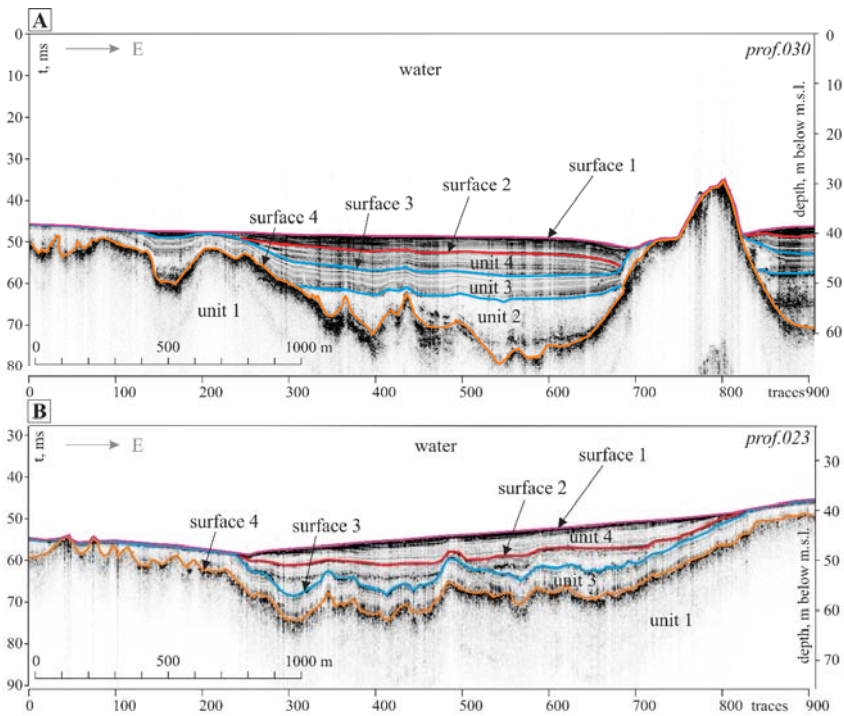 A
E
prof.030
t, ms
depth, m below m.s.l.
water
0
10
20
30
40
50
60
70
80
0
10
20
30
40
50
60
surface 1
surface 2
surface 3
surface 4
unit 4
unit 3
unit 2
unit 1
0 500 1000 m
0 100 200 300 400 500 600 700 800 traces 900
B
E
prof.023
t, ms
depth, m below m.s.l.
water
30
40
50
60
70
80
90
30
40
50
60
70
surface 1
surface 2
surface 3
surface 4
unit 4
unit 3
unit 1
0 500 1000 m
0 100 200 300 400 500 600 700 800 traces 900